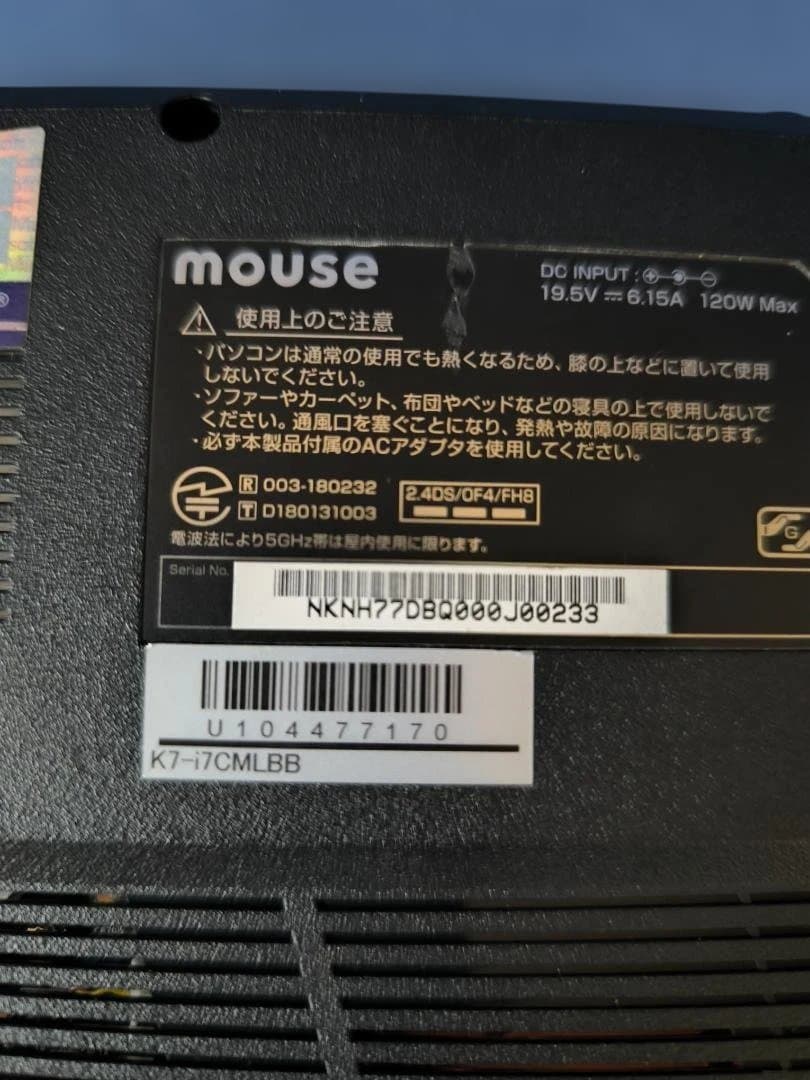 ®
mouse
DC INPUT :
19.5V 6.15A 120W Max
使用上のご注意
・パソコンは通常の使用でも熱くなるため、膝の上などに置いて使用
しないでください。
・ソファーやカーペット、布団やベッドなどの寝具の上で使用しないで
ください。通風口を塞ぐことになり、発熱や故障の原因になります。
・必ず本製品付属のACアダプタを使用してください。
R 003-180232
T D180131003
2.4DS/OF4/FH8
電波法により5GHz帯は屋内使用に限ります。
G
Serial No.
NKNH77DBQ000J00233
U104477170
K7-i7CMLBB